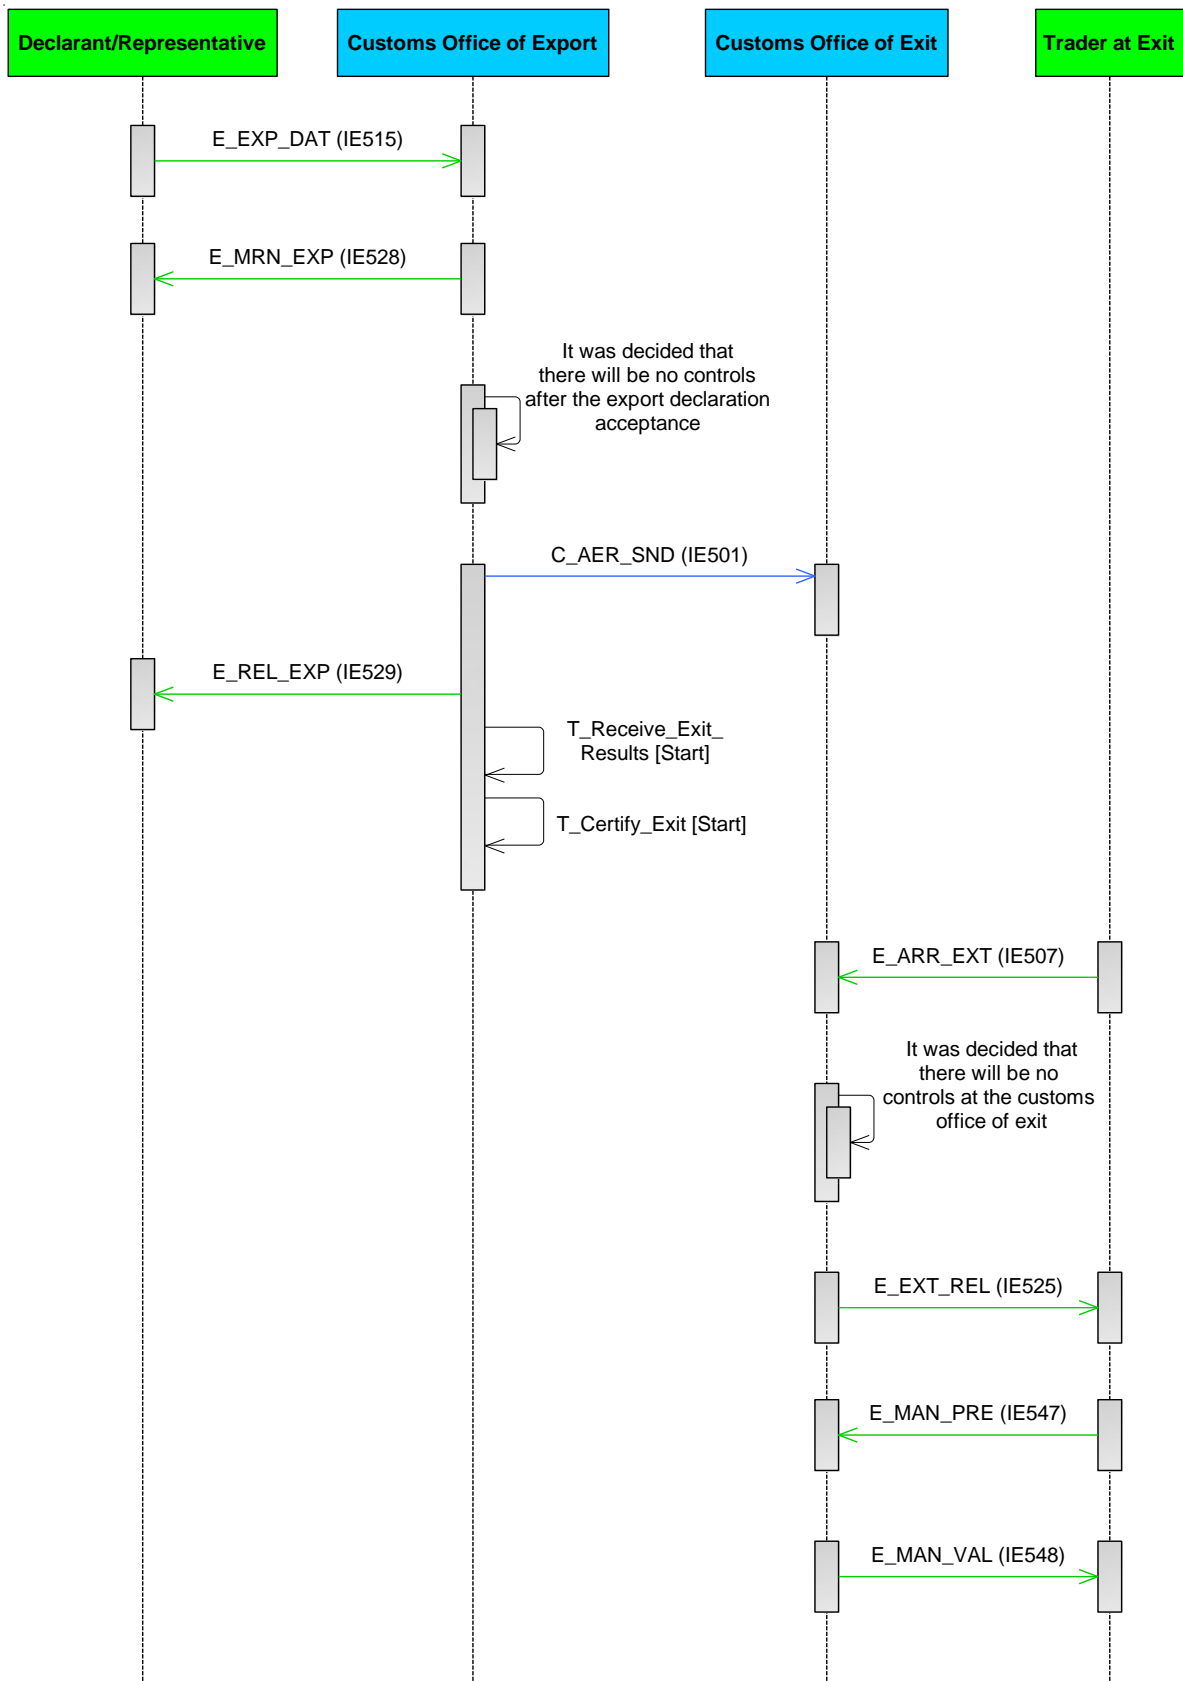 Declarant/Representative
Customs Office of Export
Customs Office of Exit
Trader at Exit
E_EXP_DAT (IE515)
E_MRN_EXP (IE528)
It was decided that
there will be no controls
after the export declaration
acceptance
C_AER_SND (IE501)
E_REL_EXP (IE529)
T_Receive_Exit_
Results [Start]
T_Certify_Exit [Start]
E_ARR_EXT (IE507)
It was decided that
there will be no
controls at the customs
office of exit
E_EXT_REL (IE525)
E_MAN_PRE (IE547)
E_MAN_VAL (IE548)